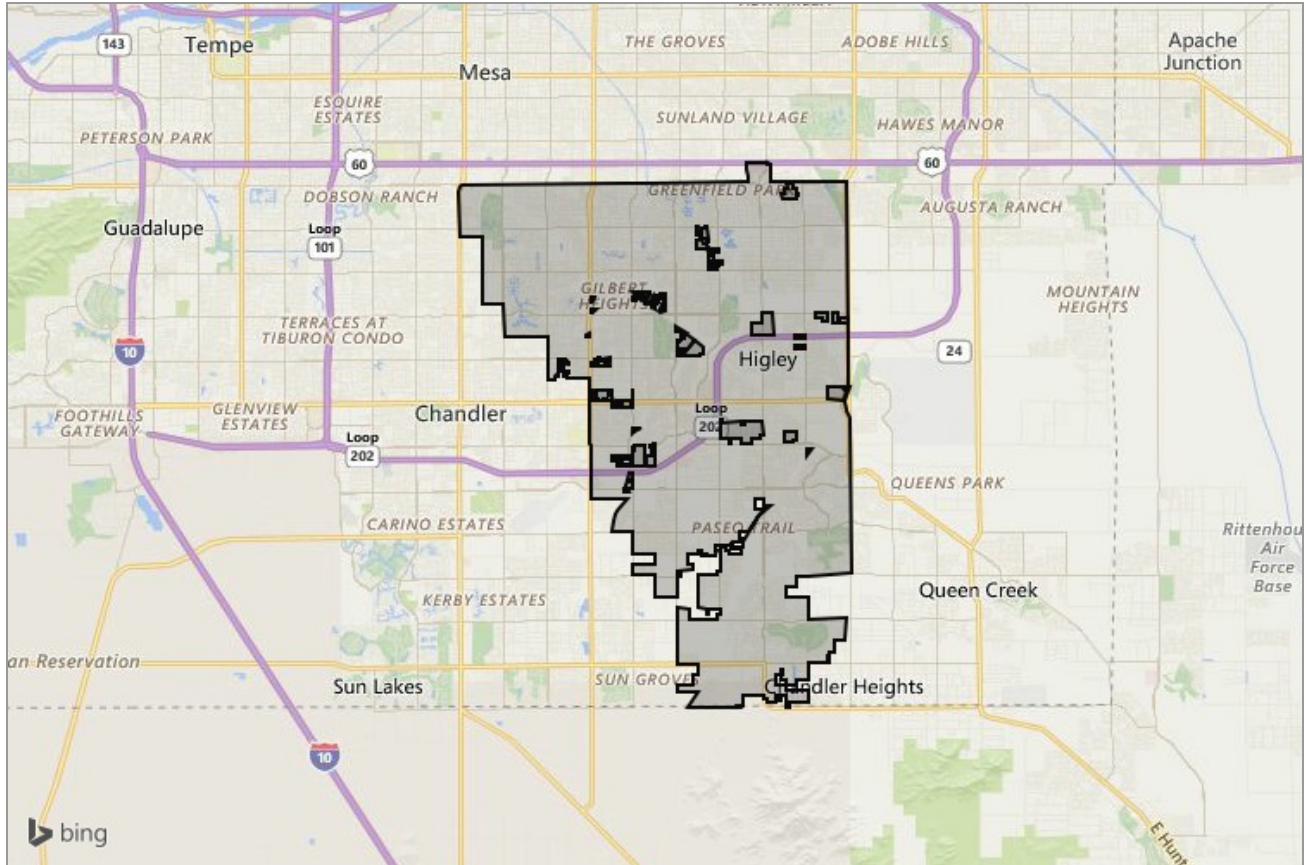 143
Tempe
THE GROVES
ADOBE HILLS
Apache
Junction
Mesa
ESQUIRE
ESTATES
SUNLAND VILLAGE
HAWES MANOR
PETERSON PARK
60
60
DOBSON RANCH
GREENFIELD PARK
AUGUSTA RANCH
Guadalupe
Loop
101
GILBERT
HEIGHTS
MOUNTAIN
HEIGHTS
TERRACES AT
TIBURON CONDO
10
Higley
24
FOOTHILLS
GATEWAY
GLENVIEW
ESTATES
Chandler
Loop
202
Loop
202
QUEENS PARK
CARINO ESTATES
PASEO TRAIL
Rittenhou
Air
Force
Base
KERBY ESTATES
Queen Creek
an Reservation
Sun Lakes
SUN GROVES
Chandler Heights
10
bing
E Hunt